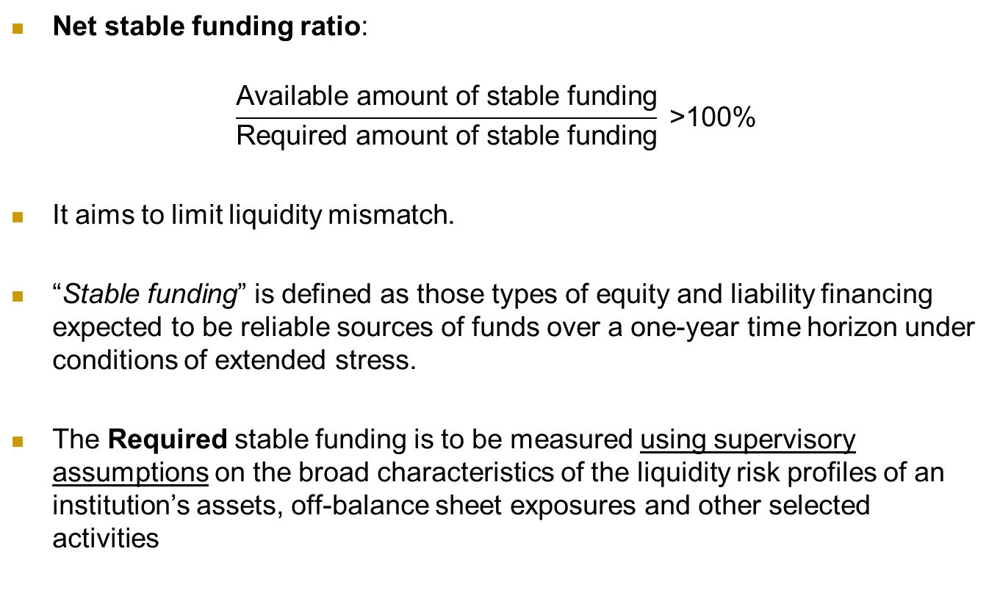 Net stable funding ratio:
Available amount of stable funding
Required amount of stable funding
>100%
It aims to limit liquidity mismatch.
“Stable funding” is defined as those types of equity and liability financing
expected to be reliable sources of funds over a one-year time horizon under
conditions of extended stress.
The Required stable funding is to be measured using supervisory
assumptions on the broad characteristics of the liquidity risk profiles of an
institution’s assets, off-balance sheet exposures and other selected
activities